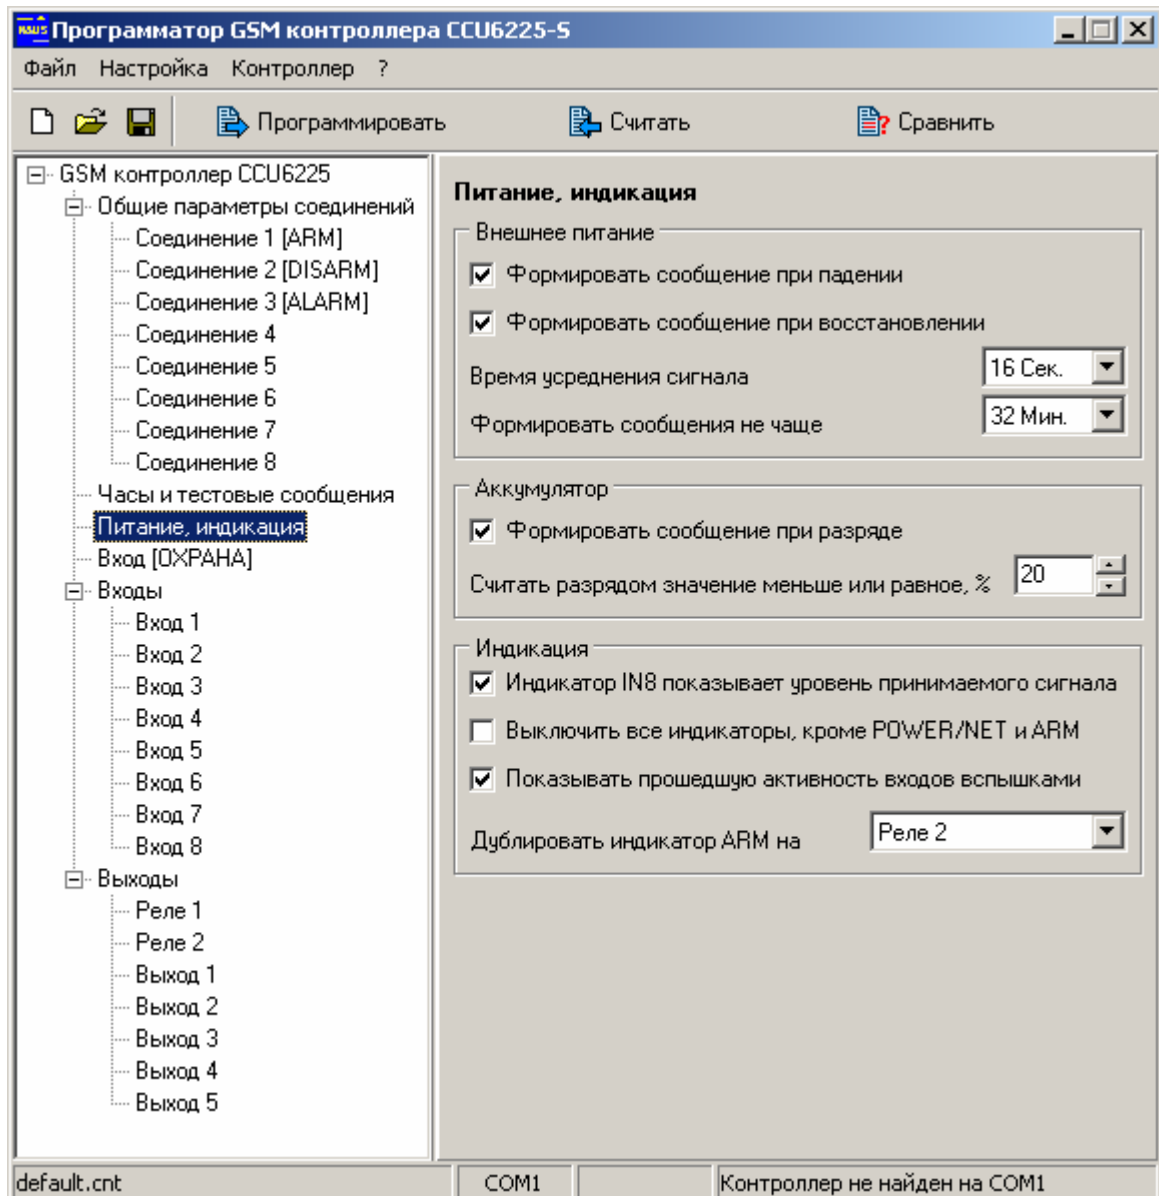 Программатор GSM контроллера CCU6225-S
Файл Настройка Контроллер ?
Программировать Считать Сравнить
GSM контроллер CCU6225
Общие параметры соединений
Соединение 1 [ARM]
Соединение 2 [DISARM]
Соединение 3 [ALARM]
Соединение 4
Соединение 5
Соединение 6
Соединение 7
Соединение 8
Часы и тестовые сообщения
Питание, индикация
Вход [ОХРАНА]
Входы
Вход 1
Вход 2
Вход 3
Вход 4
Вход 5
Вход 6
Вход 7
Вход 8
Выходы
Реле 1
Реле 2
Выход 1
Выход 2
Выход 3
Выход 4
Выход 5
Питание, индикация
Внешнее питание
Формировать сообщение при падении
Формировать сообщение при восстановлении
Время усреднения сигнала 16 Сек.
Формировать сообщения не чаще 32 Мин.
Аккумулятор
Формировать сообщение при разряде
Считать разрядом значение меньше или равное, % 20
Индикация
Индикатор IN8 показывает уровень принимаемого сигнала
Выключить все индикаторы, кроме POWER/NET и ARM
Показывать прошедшую активность входов вспышками
Дублировать индикатор ARM на Реле 2
default.cnt COM1 Контроллер не найден на COM1